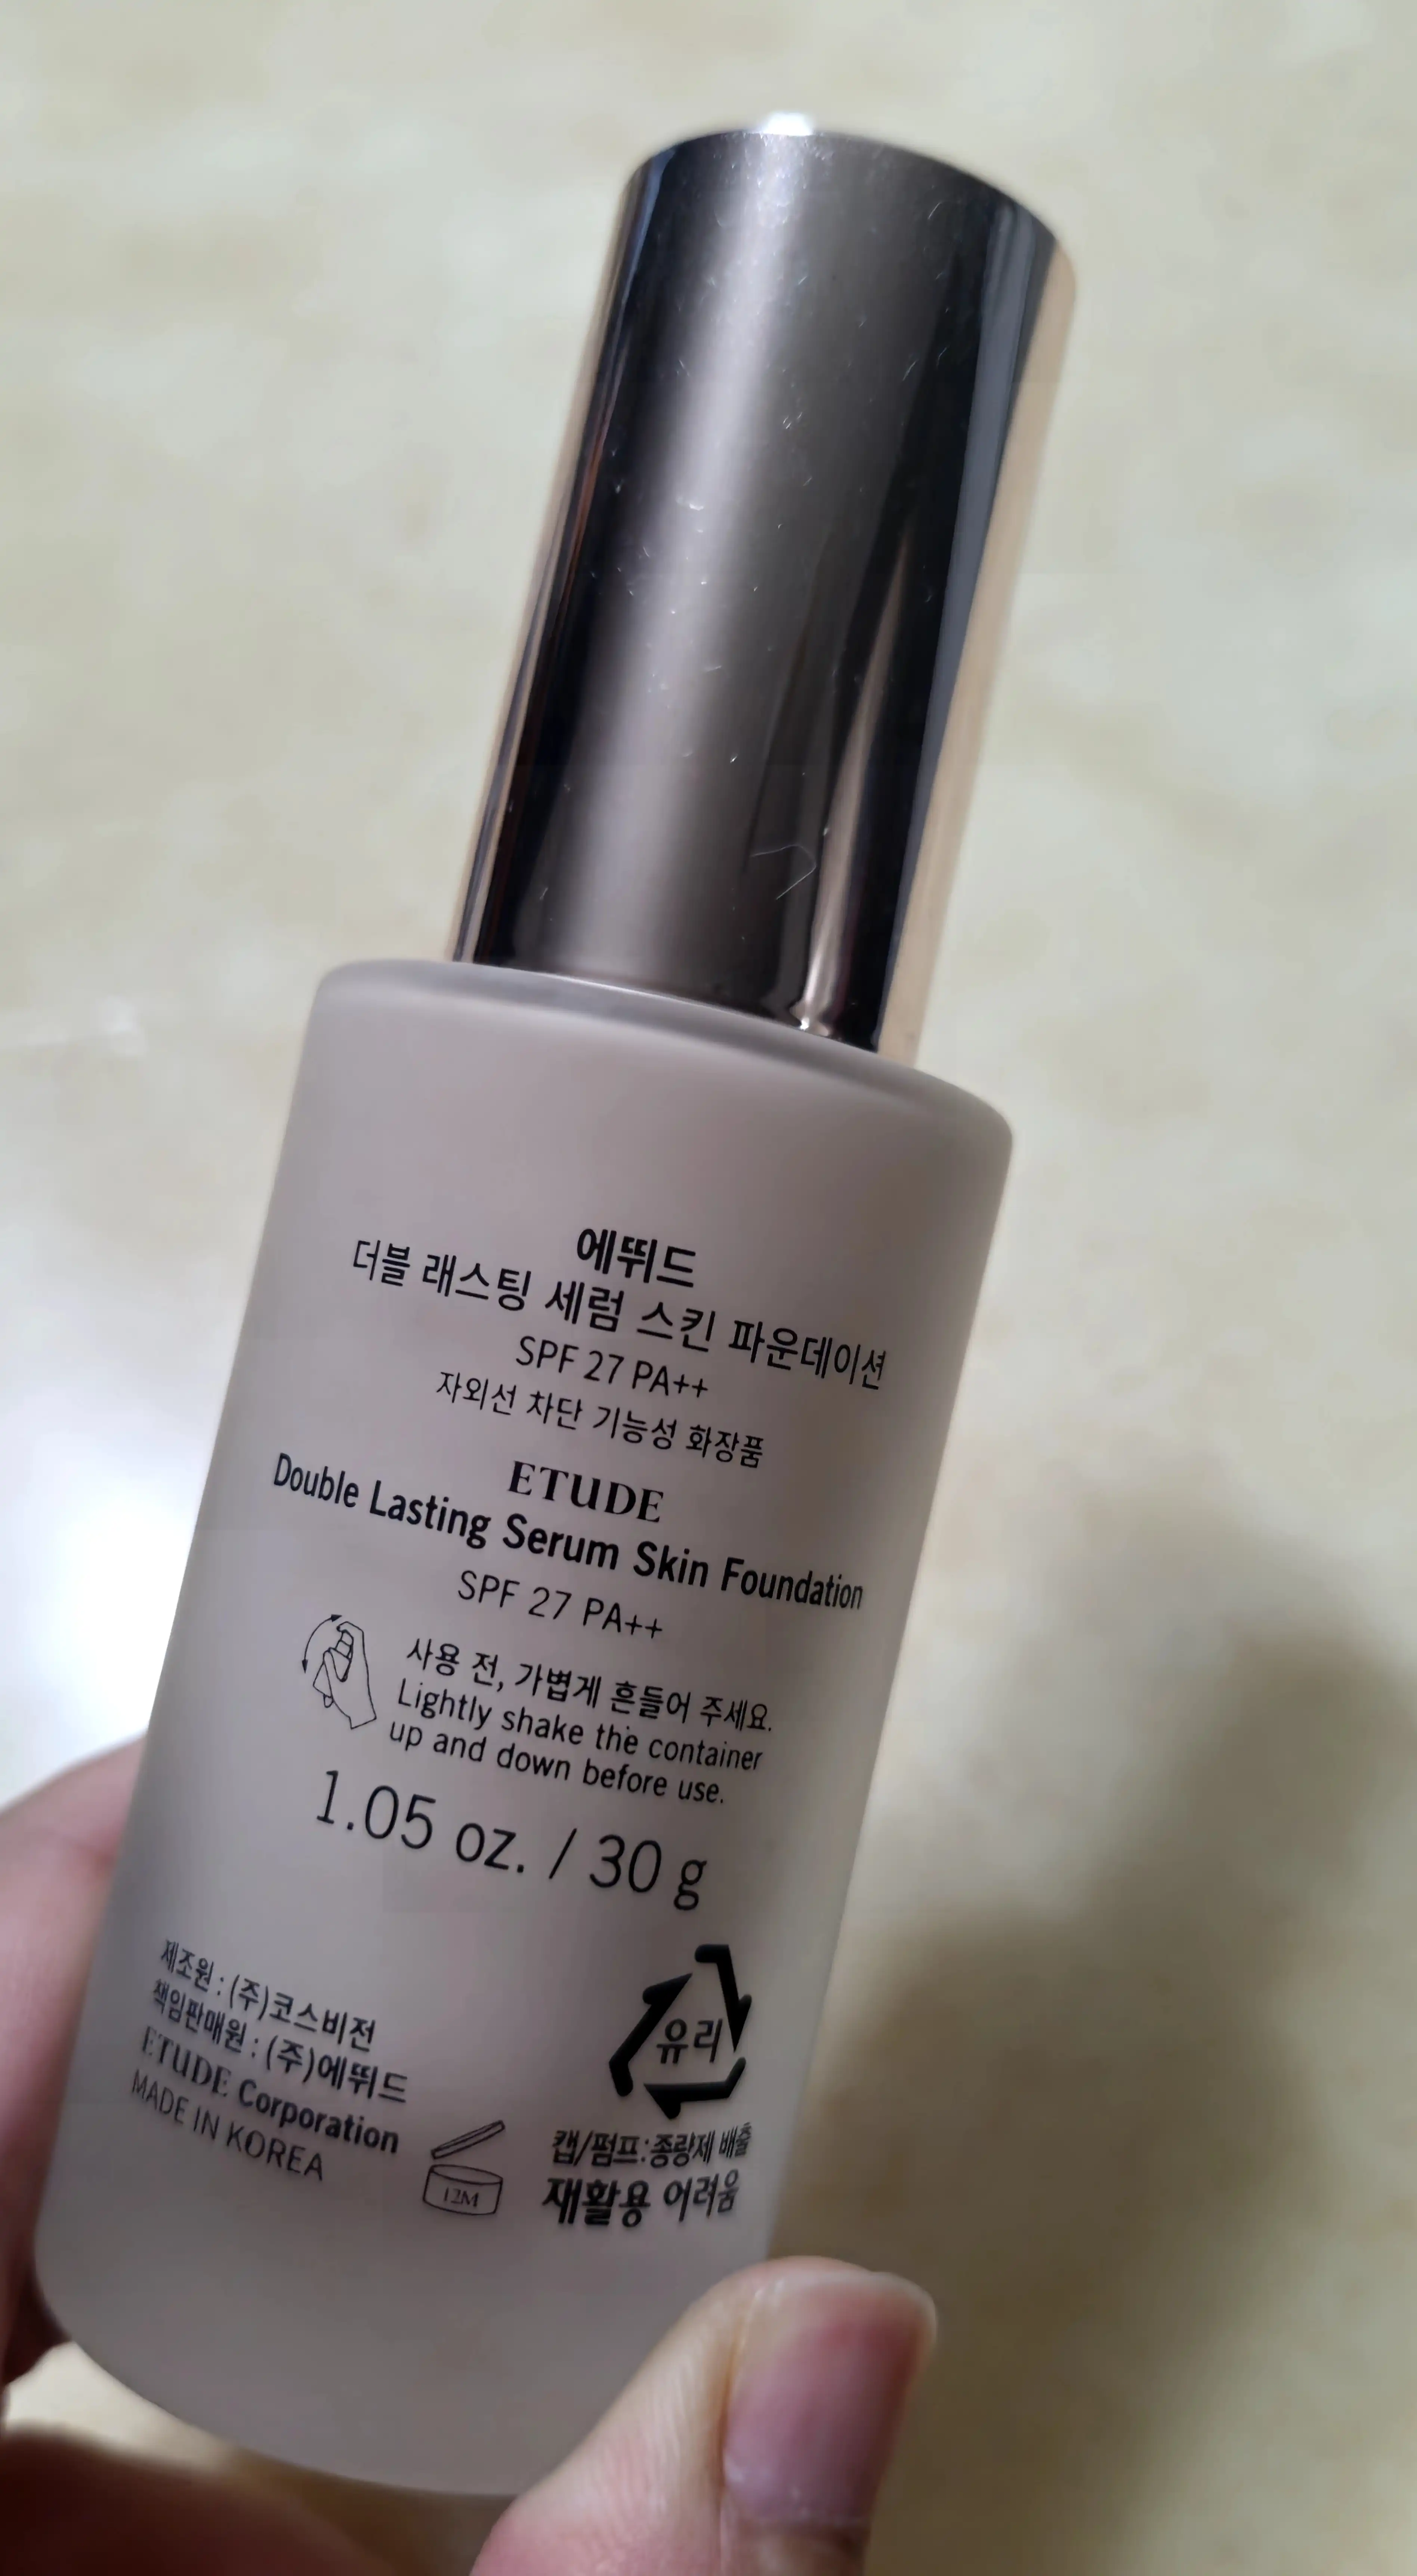 에뛰드
더블 래스팅 세럼 스킨 파운데이션
SPF 27 PA++
자외선 차단 기능성 화장품
ETUDE
Double Lasting Serum Skin Foundation
SPF 27 PA++
사용 전, 가볍게 흔들어 주세요.
Lightly shake the container
up and down before use.
1.05 oz. / 30 g
제조원 : (주)코스비전
책임판매원 : (주)에뛰드
ETUDE Corporation
MADE IN KOREA
12M
유리
캡/펌프:종량제 배출
재활용 어려움